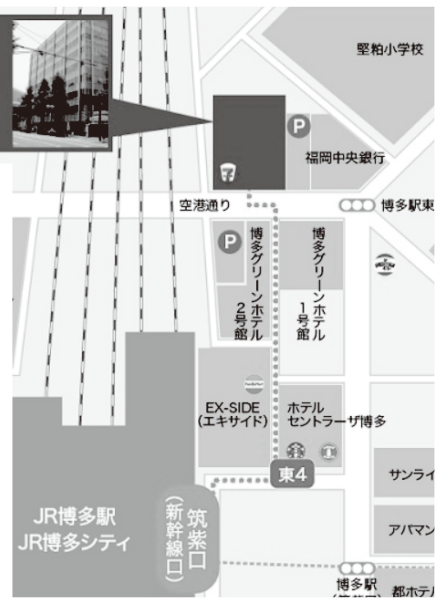 堅粕小学校
P
福岡中央銀行
空港通り
博多駅東
P
博多グリーンホテル
2号館
博多グリーンホテル
1号館
FamilyMart
EX-SIDE
(エキサイド)
ホテル
セントラーザ博多
東4
サンライ
JR博多駅
JR博多シティ
筑紫口
(新幹線口)
アパマン
博多駅
都ホテル